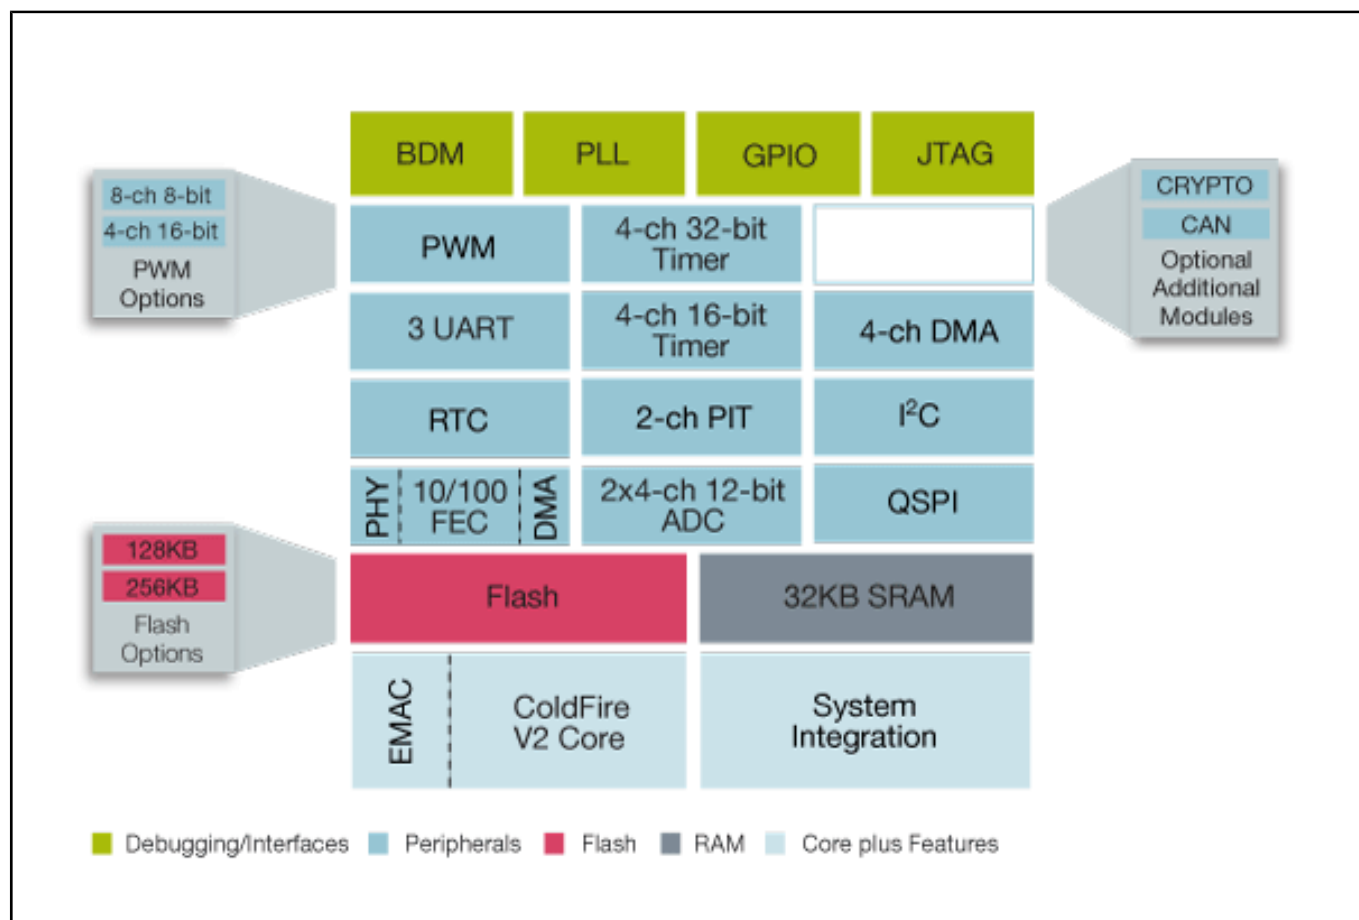 BDM
PLL
GPIO
JTAG
8-ch 8-bit
4-ch 16-bit
PWM
Options
PWM
4-ch 32-bit
Timer
CRYPTO
CAN
Optional
Additional
Modules
3 UART
4-ch 16-bit
Timer
4-ch DMA
RTC
2-ch PIT
I²C
PHY
10/100
FEC
DMA
2x4-ch 12-bit
ADC
QSPI
128KB
256KB
Flash
Options
Flash
32KB SRAM
EMAC
ColdFire
V2 Core
System
Integration
Debugging/Interfaces
Peripherals
Flash
RAM
Core plus Features